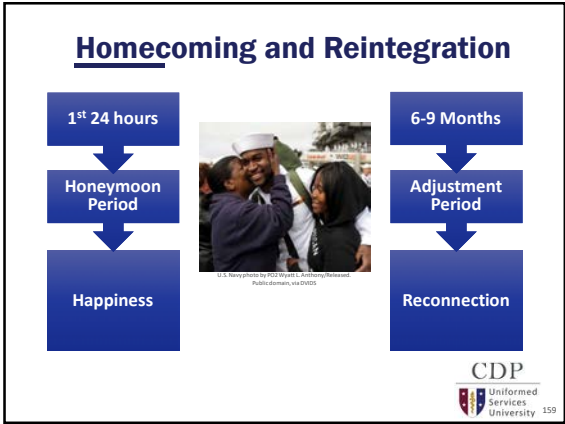 Homecoming and Reintegration
1st 24 hours
Honeymoon
Period
Happiness
U.S. Navy photo by PO2 Wyatt L. Anthony/Released.
Public domain, via DVIDS
6-9 Months
Adjustment
Period
Reconnection
CDP
Uniformed
Services
University
159